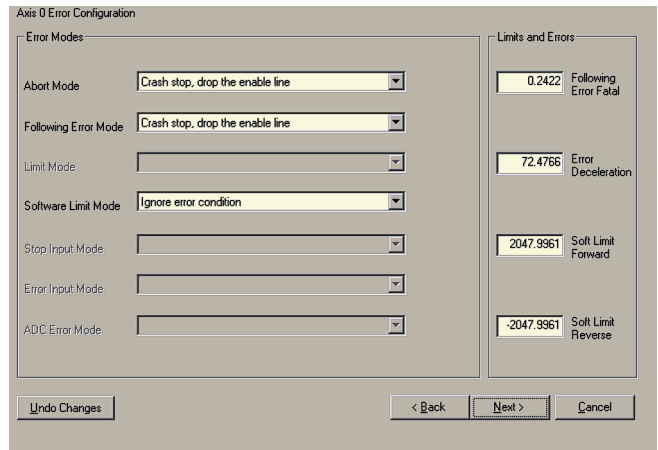 Axis 0 Error Configuration
Error Modes
Abort Mode
Crash stop, drop the enable line
Following Error Mode
Crash stop, drop the enable line
Limit Mode
Software Limit Mode
Ignore error condition
Stop Input Mode
Error Input Mode
ADC Error Mode
Limits and Errors
0.2422
Following
Error Fatal
72.4766
Error
Deceleration
2047.9961
Soft Limit
Forward
-2047.9961
Soft Limit
Reverse
Undo Changes
< Back
Next >
Cancel